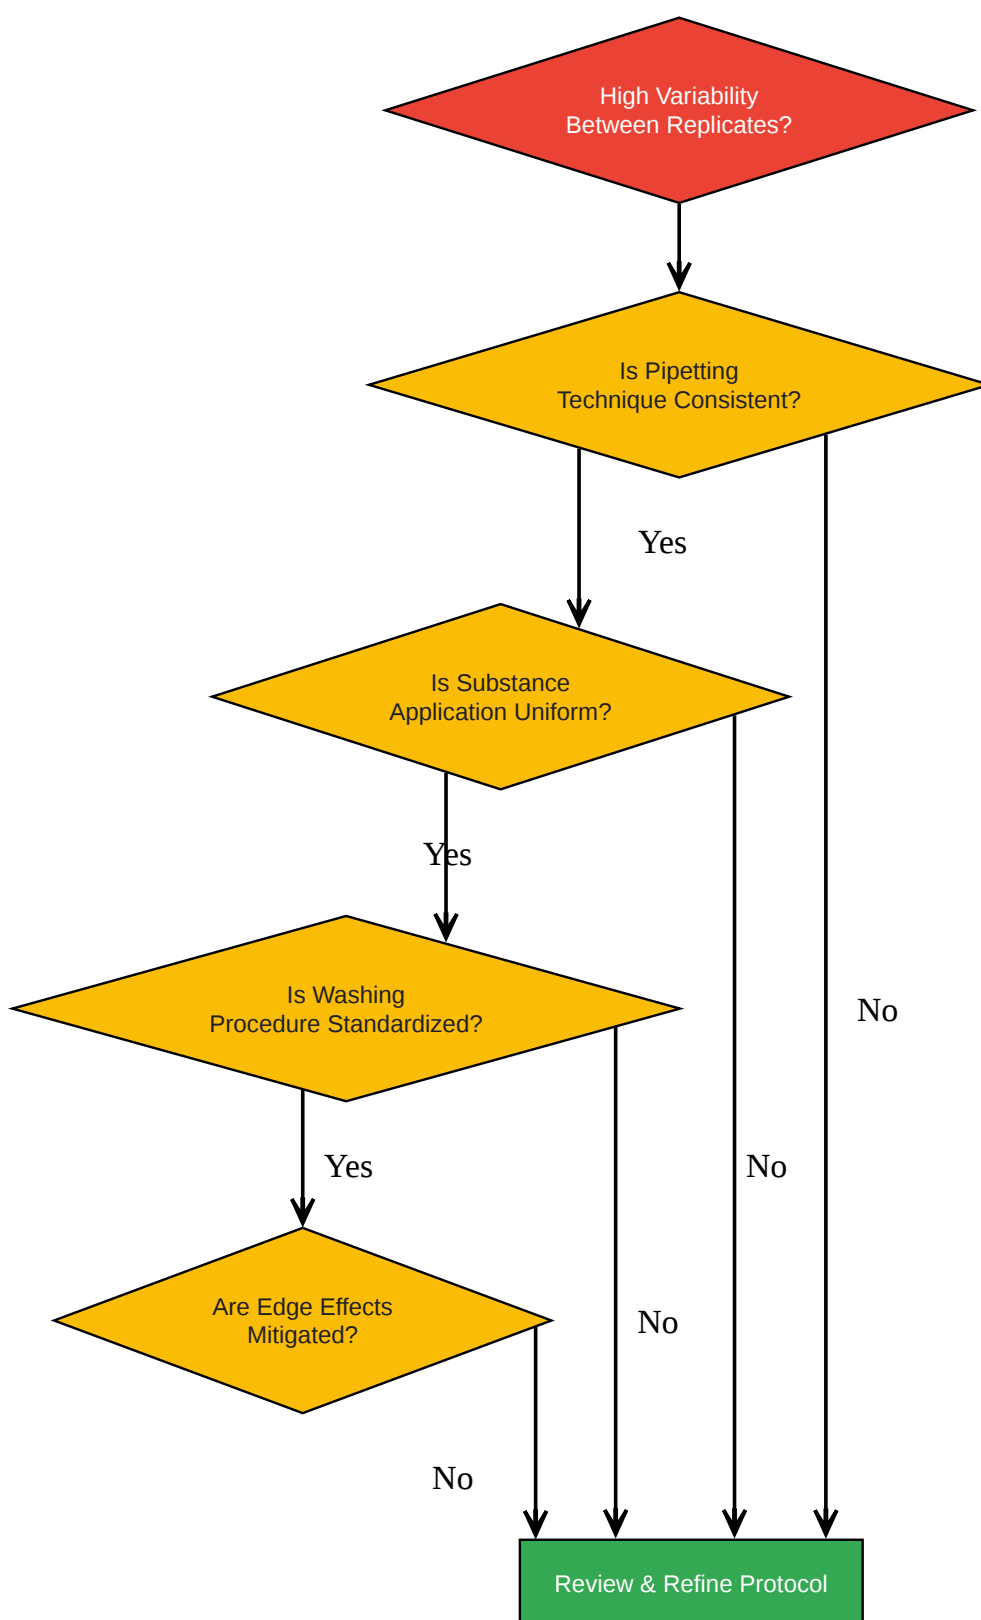 High Variability
Between Replicates?
Is Pipetting
Technique Consistent?
Yes
Is Substance
Application Uniform?
Yes
Is Washing
Procedure Standardized?
No
Yes
No
Are Edge Effects
Mitigated?
No
No
Review & Refine Protocol